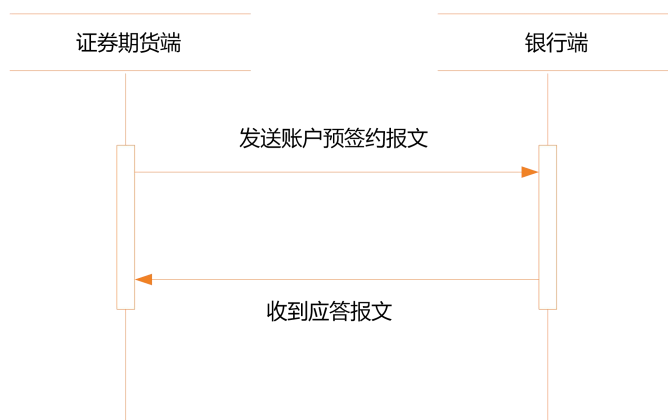 证券期货端
银行端
发送账户预签约报文
收到应答报文